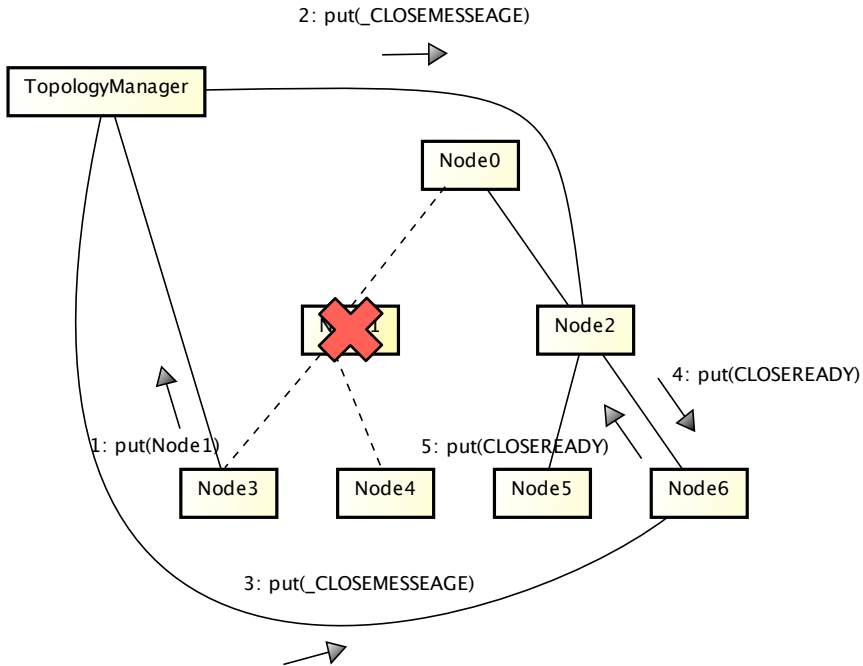 2: put(_CLOSEMESSEAGE)
TopologyManager
Node0
Node2
4: put(CLOSEREADY)
1: put(Node1)
5: put(CLOSEREADY)
Node3
Node4
Node5
Node6
3: put(_CLOSEMESSEAGE)